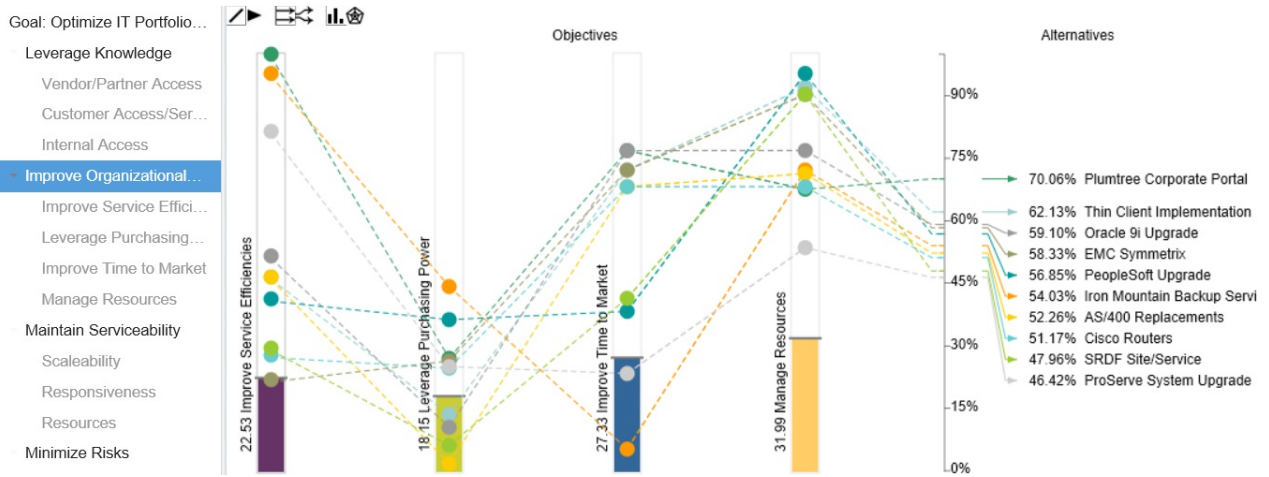 Goal: Optimize IT Portfolio...
Leverage Knowledge
Vendor/Partner Access
Customer Access/Ser...
Internal Access
Improve Organizational...
Improve Service Effici...
Leverage Purchasing...
Improve Time to Market
Manage Resources
Maintain Serviceability
Scaleability
Responsiveness
Resources
Minimize Risks
Objectives
Alternatives
22.53 Improve Service Efficiencies
18.15 Leverage Purchasing Power
27.33 Improve Time to Market
31.99 Manage Resources
90%
75%
60%
45%
30%
15%
0%
70.06% Plumtree Corporate Portal
62.13% Thin Client Implementation
59.10% Oracle 9i Upgrade
58.33% EMC Symmetrix
56.85% PeopleSoft Upgrade
54.03% Iron Mountain Backup Servi
52.26% AS/400 Replacements
51.17% Cisco Routers
47.96% SRDF Site/Service
46.42% ProServe System Upgrade